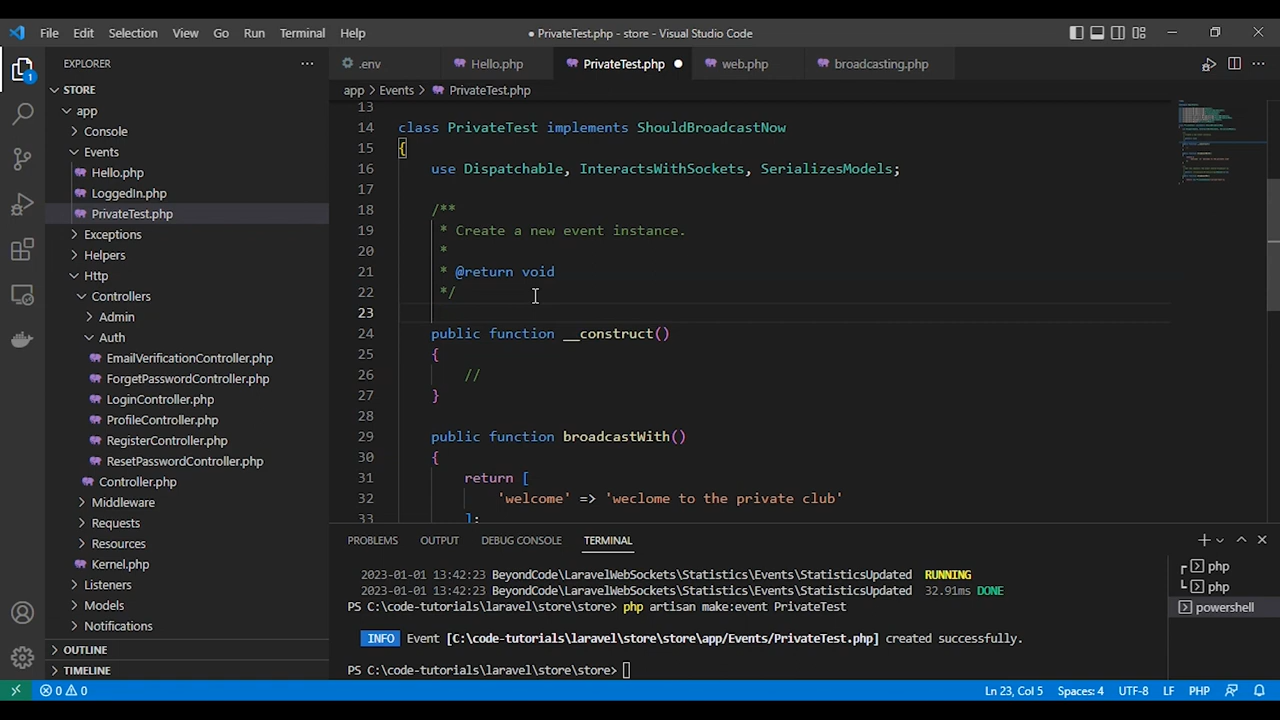 File Edit Selection View Go Run Terminal Help
● PrivateTest.php - store - Visual Studio Code
EXPLORER
.env
Hello.php
PrivateTest.php
web.php
broadcasting.php
STORE
app
Console
Events
Hello.php
LoggedIn.php
PrivateTest.php
Exceptions
Helpers
Http
Controllers
Admin
Auth
EmailVerificationController.php
ForgetPasswordController.php
LoginController.php
ProfileController.php
RegisterController.php
ResetPasswordController.php
Controller.php
Middleware
Requests
Resources
Kernel.php
Listeners
Models
Notifications
OUTLINE
TIMELINE
1
app > Events > PrivateTest.php
13
14 class PrivateTest implements ShouldBroadcastNow
15 {
16 use Dispatchable, InteractsWithSockets, SerializesModels;
17
18 /**
19 * Create a new event instance.
20 *
21 * @return void
22 */
23
24 public function __construct()
25 {
26 //
27 }
28
29 public function broadcastWith()
30 {
31 return [
32 'welcome' => 'weclome to the private club'
33 ];
PROBLEMS OUTPUT DEBUG CONSOLE TERMINAL
2023-01-01 13:42:23 BeyondCode\LaravelWebSockets\Statistics\Events\StatisticsUpdated RUNNING
2023-01-01 13:42:23 BeyondCode\LaravelWebSockets\Statistics\Events\StatisticsUpdated 32.91ms DONE
PS C:\code-tutorials\laravel\store\store> php artisan make:event PrivateTest
INFO Event [C:\code-tutorials\laravel\store\store\app/Events/PrivateTest.php] created successfully.
PS C:\code-tutorials\laravel\store\store>
php
php
powershell
0 0
Ln 23, Col 5 Spaces: 4 UTF-8 LF PHP